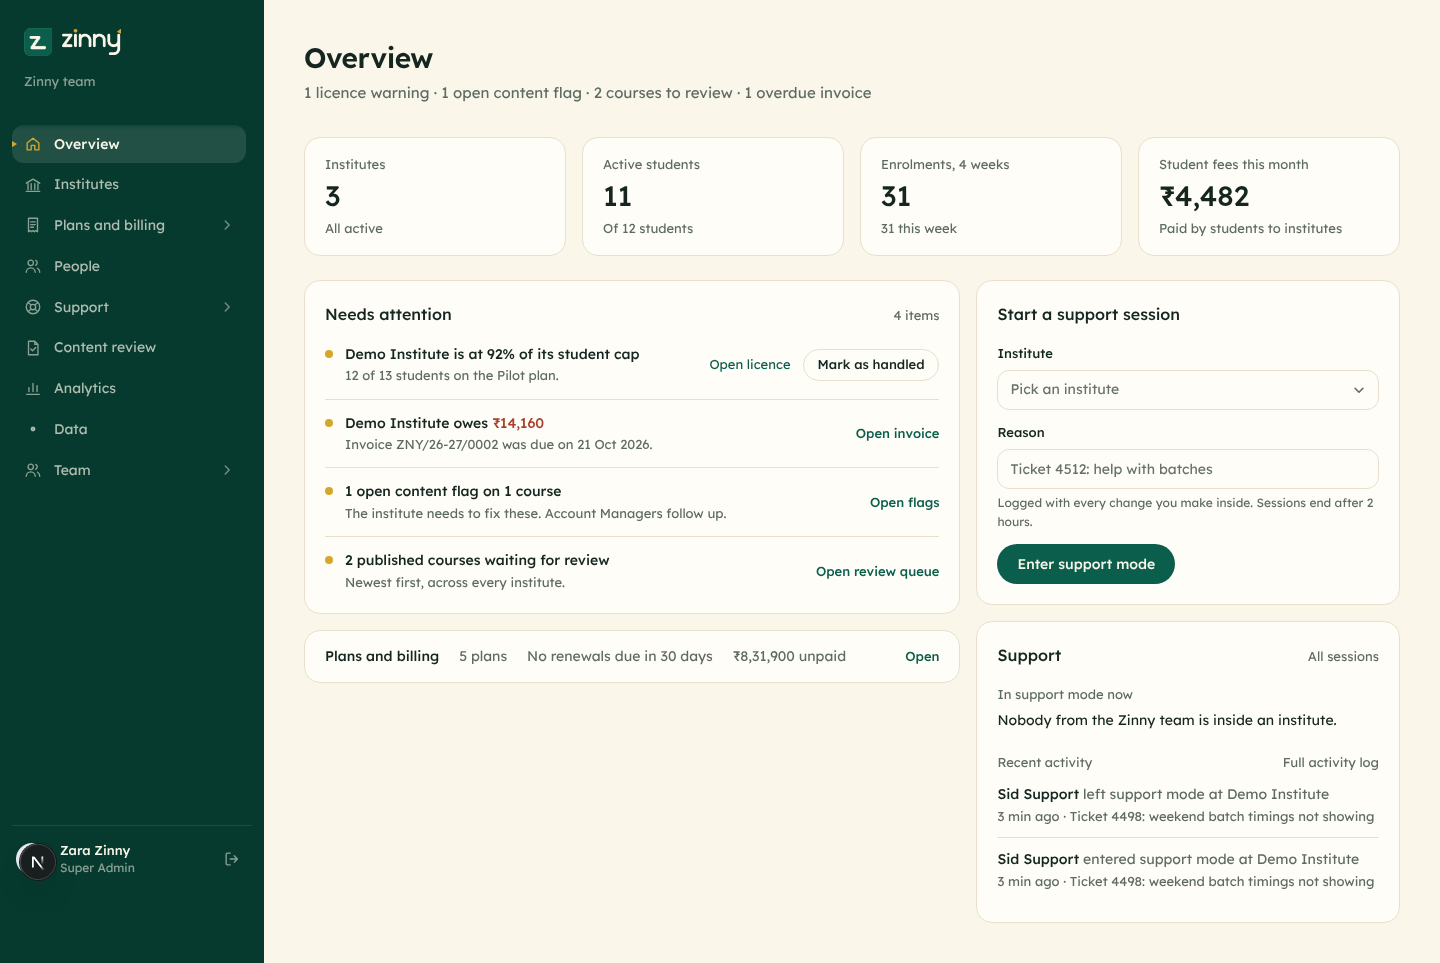 zinny
Zinny team
Overview
Institutes
Plans and billing
People
Support
Content review
Analytics
Data
Team
N
Zara Zinny
Super Admin
Overview
1 licence warning · 1 open content flag · 2 courses to review · 1 overdue invoice
Institutes
3
All active
Active students
11
Of 12 students
Enrolments, 4 weeks
31
31 this week
Student fees this month
₹4,482
Paid by students to institutes
Needs attention
4 items
Demo Institute is at 92% of its student cap
12 of 13 students on the Pilot plan.
Open licence
Mark as handled
Demo Institute owes ₹14,160
Invoice ZNY/26-27/0002 was due on 21 Oct 2026.
Open invoice
1 open content flag on 1 course
The institute needs to fix these. Account Managers follow up.
Open flags
2 published courses waiting for review
Newest first, across every institute.
Open review queue
Plans and billing
5 plans
No renewals due in 30 days
₹8,31,900 unpaid
Open
Start a support session
Institute
Pick an institute
Reason
Ticket 4512: help with batches
Logged with every change you make inside. Sessions end after 2
hours.
Enter support mode
Support
All sessions
In support mode now
Nobody from the Zinny team is inside an institute.
Recent activity
Full activity log
Sid Support left support mode at Demo Institute
3 min ago · Ticket 4498: weekend batch timings not showing
Sid Support entered support mode at Demo Institute
3 min ago · Ticket 4498: weekend batch timings not showing